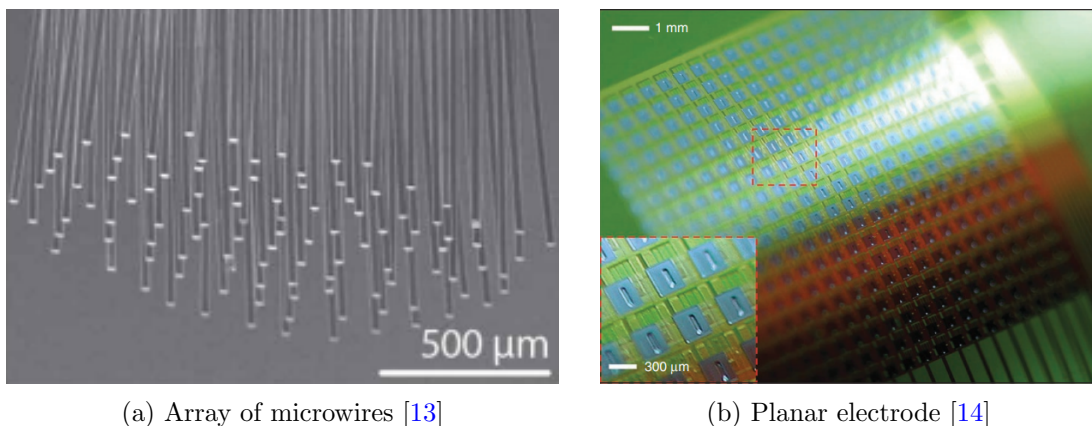 500 μm
1 mm
300 μm
(a) Array of microwires [13]
(b) Planar electrode [14]